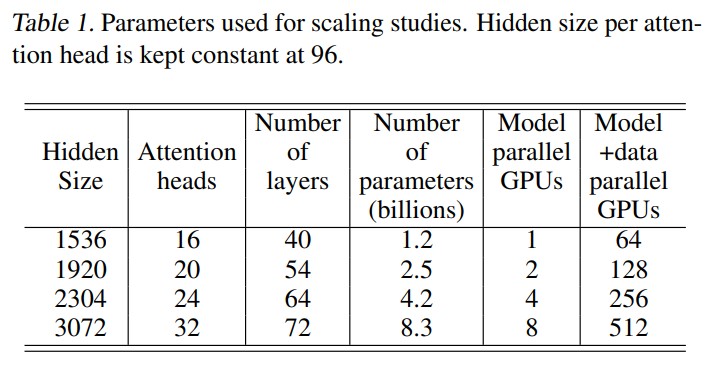 Table 1. Parameters used for scaling studies. Hidden size per atten-
tion head is kept constant at 96.
Hidden Size | Attention heads | Number of layers | Number of parameters (billions) | Model parallel GPUs | Model +data parallel GPUs
1536 | 16 | 40 | 1.2 | 1 | 64
1920 | 20 | 54 | 2.5 | 2 | 128
2304 | 24 | 64 | 4.2 | 4 | 256
3072 | 32 | 72 | 8.3 | 8 | 512